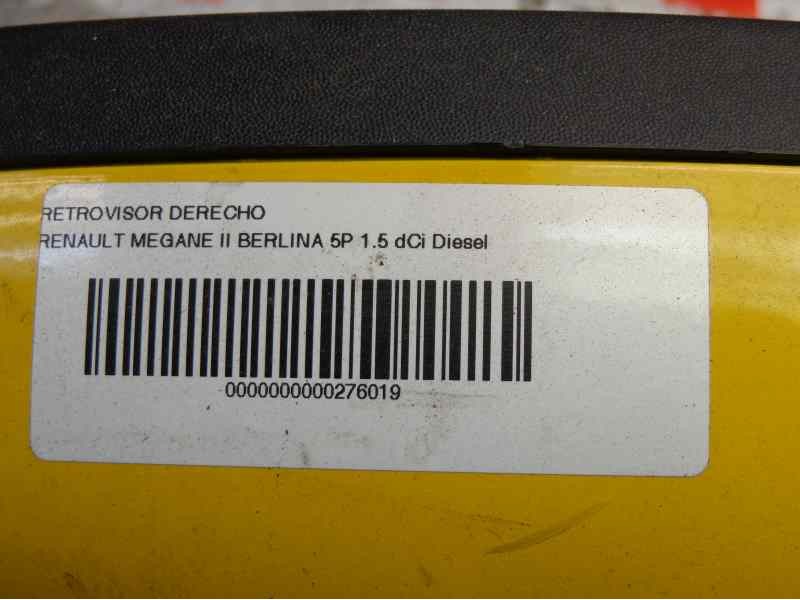 RETROVISOR DERECHO
RENAULT MEGANE II BERLINA 5P 1.5 dCi Diesel
0000000000276019